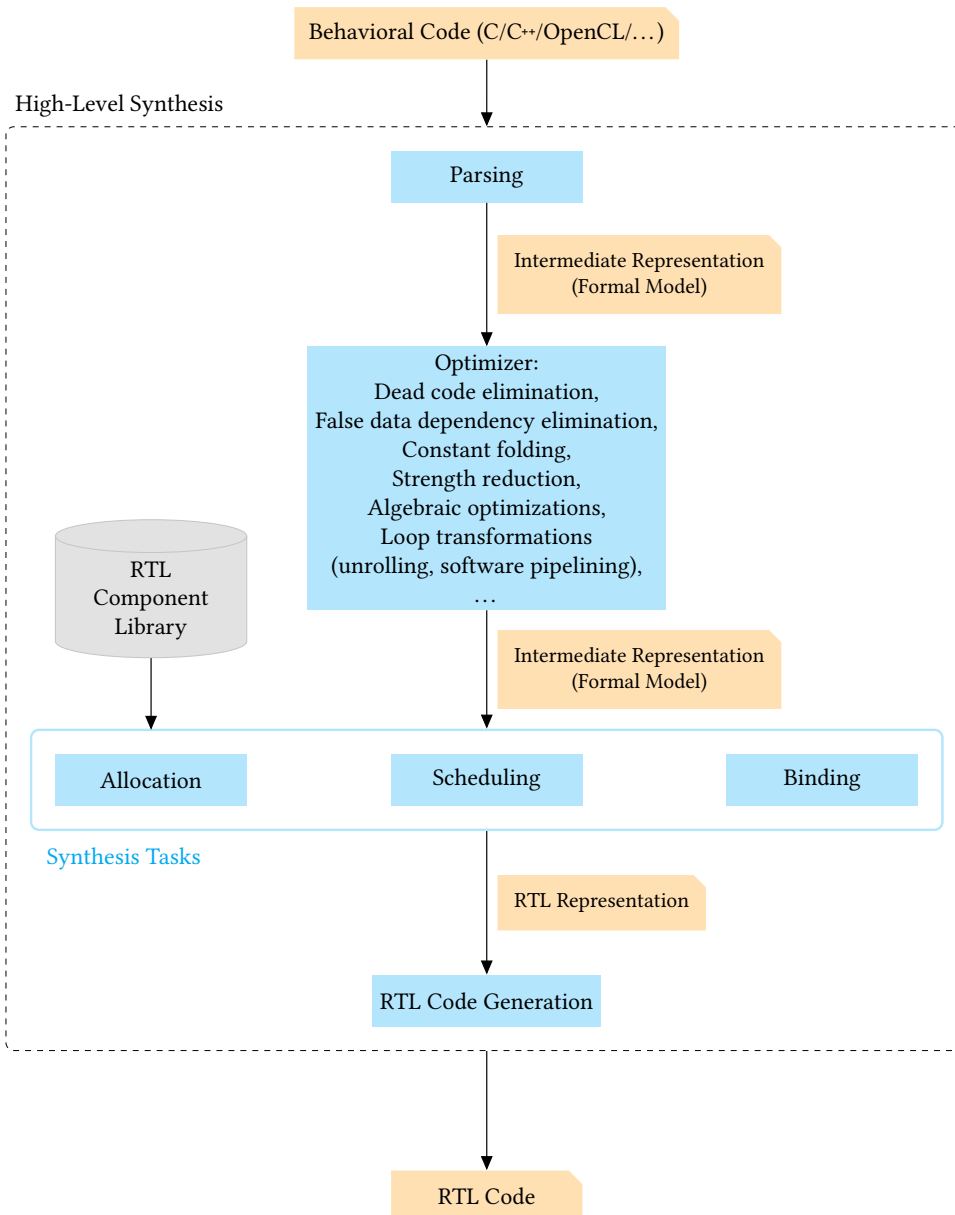 Behavioral Code (C/C++/OpenCL/…)
High-Level Synthesis
Parsing
Intermediate Representation
(Formal Model)
Optimizer:
Dead code elimination,
False data dependency elimination,
Constant folding,
Strength reduction,
Algebraic optimizations,
Loop transformations
(unrolling, software pipelining),
…
RTL
Component
Library
Intermediate Representation
(Formal Model)
Allocation
Scheduling
Binding
Synthesis Tasks
RTL Representation
RTL Code Generation
RTL Code